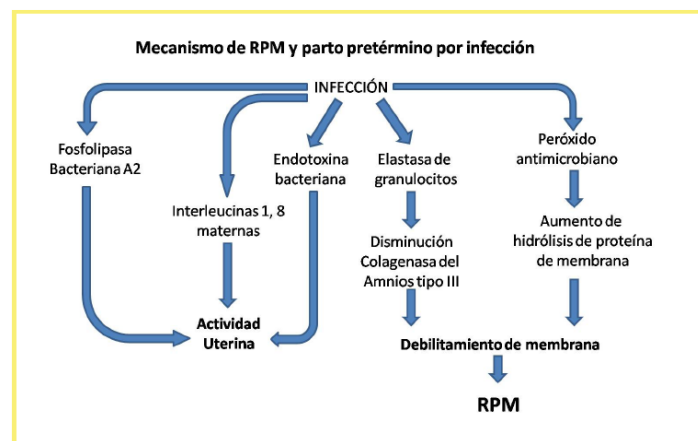 Mecanismo de RPM y parto pretérmino por infección
INFECCIÓN
Fosfolipasa
Bacteriana A2
Interleucinas 1, 8
maternas
Endotoxina
bacteriana
Actividad
Uterina
Elastasa de
granulocitos
Disminución
Colagenasa del
Amnios tipo III
Peróxido
antimicrobiano
Aumento de
hidrólisis de proteína
de membrana
Debilitamiento de membrana
RPM